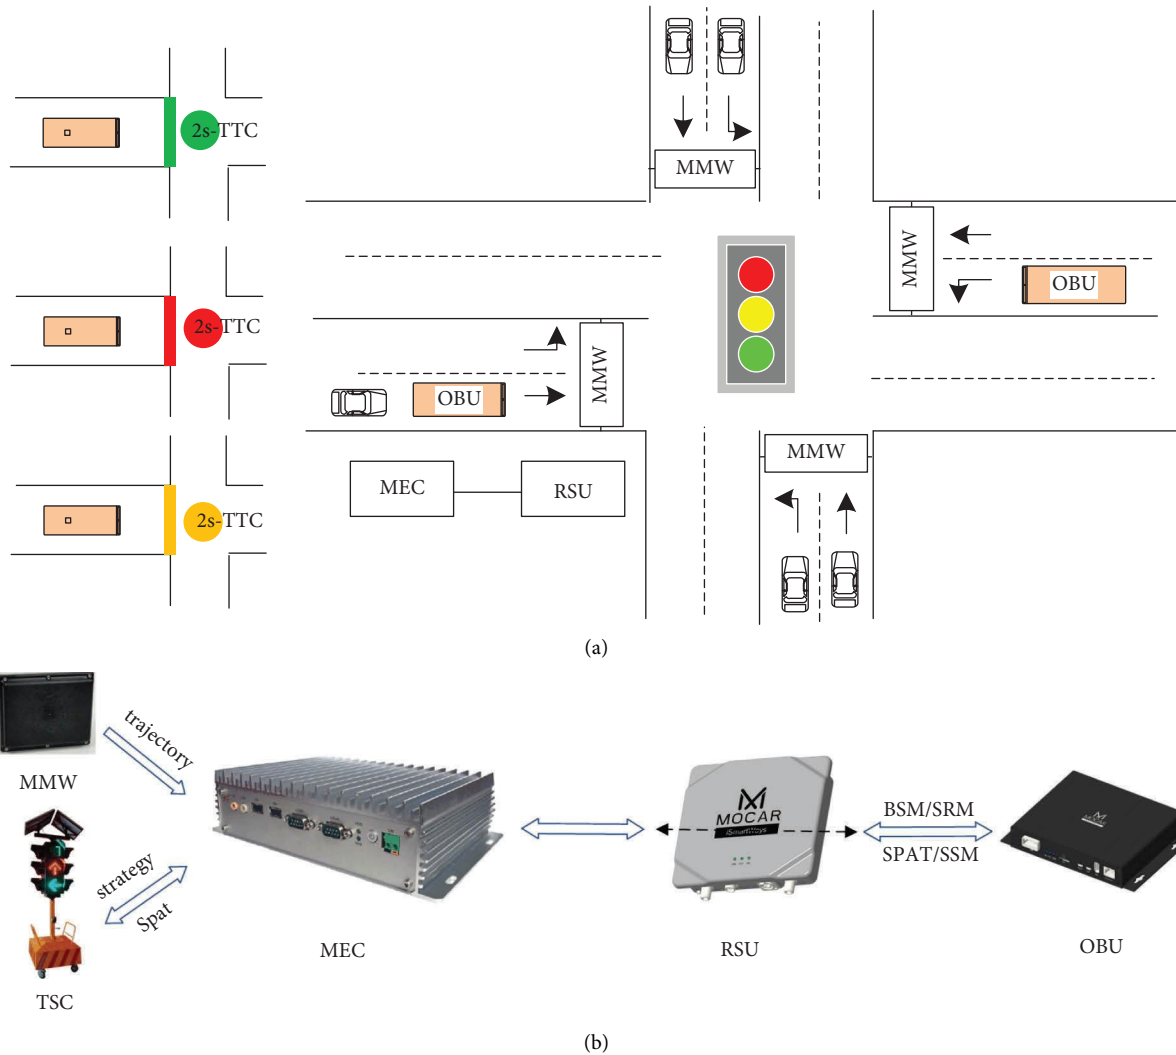 2s-TTC
2s-TTC
2s-TTC
MMW
MMW
OBU
MMW
OBU
MMW
MEC
RSU
(a)
trajectory
MMW
strategy
Spat
TSC
MEC
MOCAR
RSU
BSM/SRM
SPAT/SSM
OBU
(b)